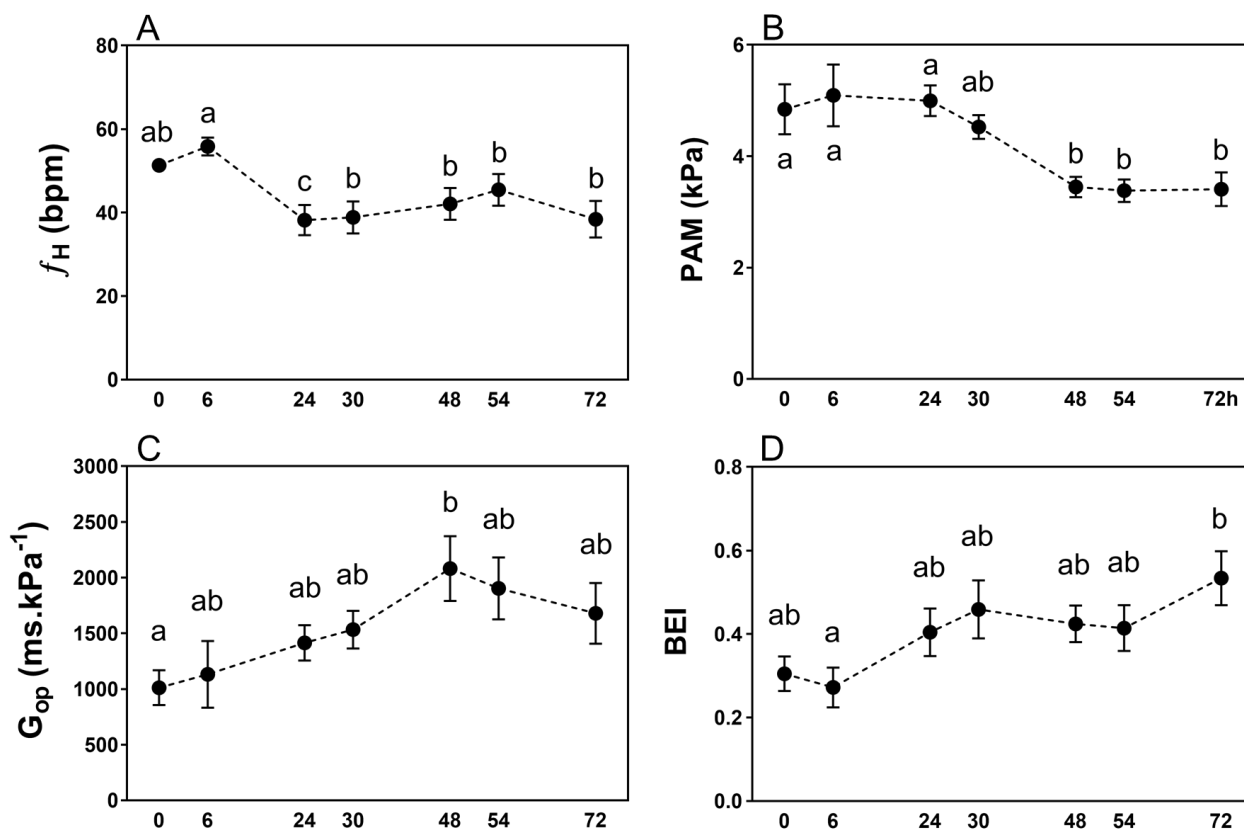 A
80
60
40
20
0
fH (bpm)
ab
a
c
b
b
b
b
0 6 24 30 48 54 72
B
6
4
2
0
PAM (kPa)
a
a
a
ab
b
b
b
0 6 24 30 48 54 72h
C
3000
2500
2000
1500
1000
500
0
Gop (ms.kPa-1)
a
ab
ab
ab
b
ab
ab
0 6 24 30 48 54 72
D
0.8
0.6
0.4
0.2
0.0
BEI
ab
a
ab
ab
ab
ab
b
0 6 24 30 48 54 72